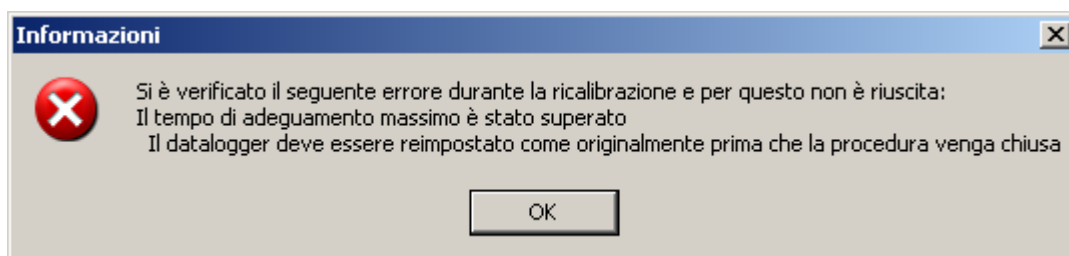 Informazioni
Si è verificato il seguente errore durante la ricalibrazione e per questo non è riuscita:
Il tempo di adeguamento massimo è stato superato
Il datalogger deve essere reimpostato come originalmente prima che la procedura venga chiusa
OK